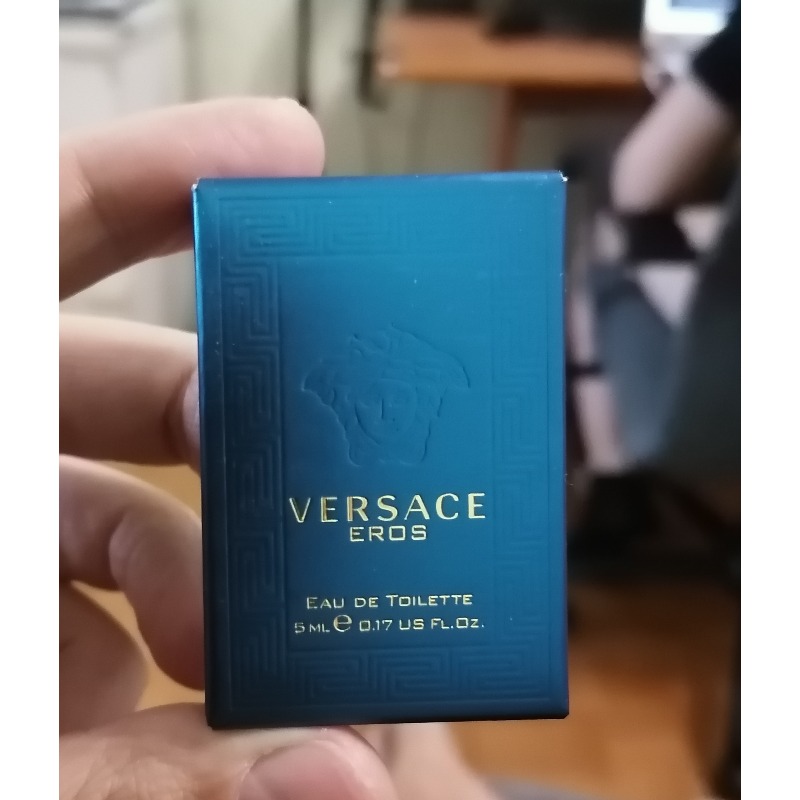 VERSACE
EROS
EAU DE TOILETTE
5 ML ℮ 0.17 US FL.OZ.